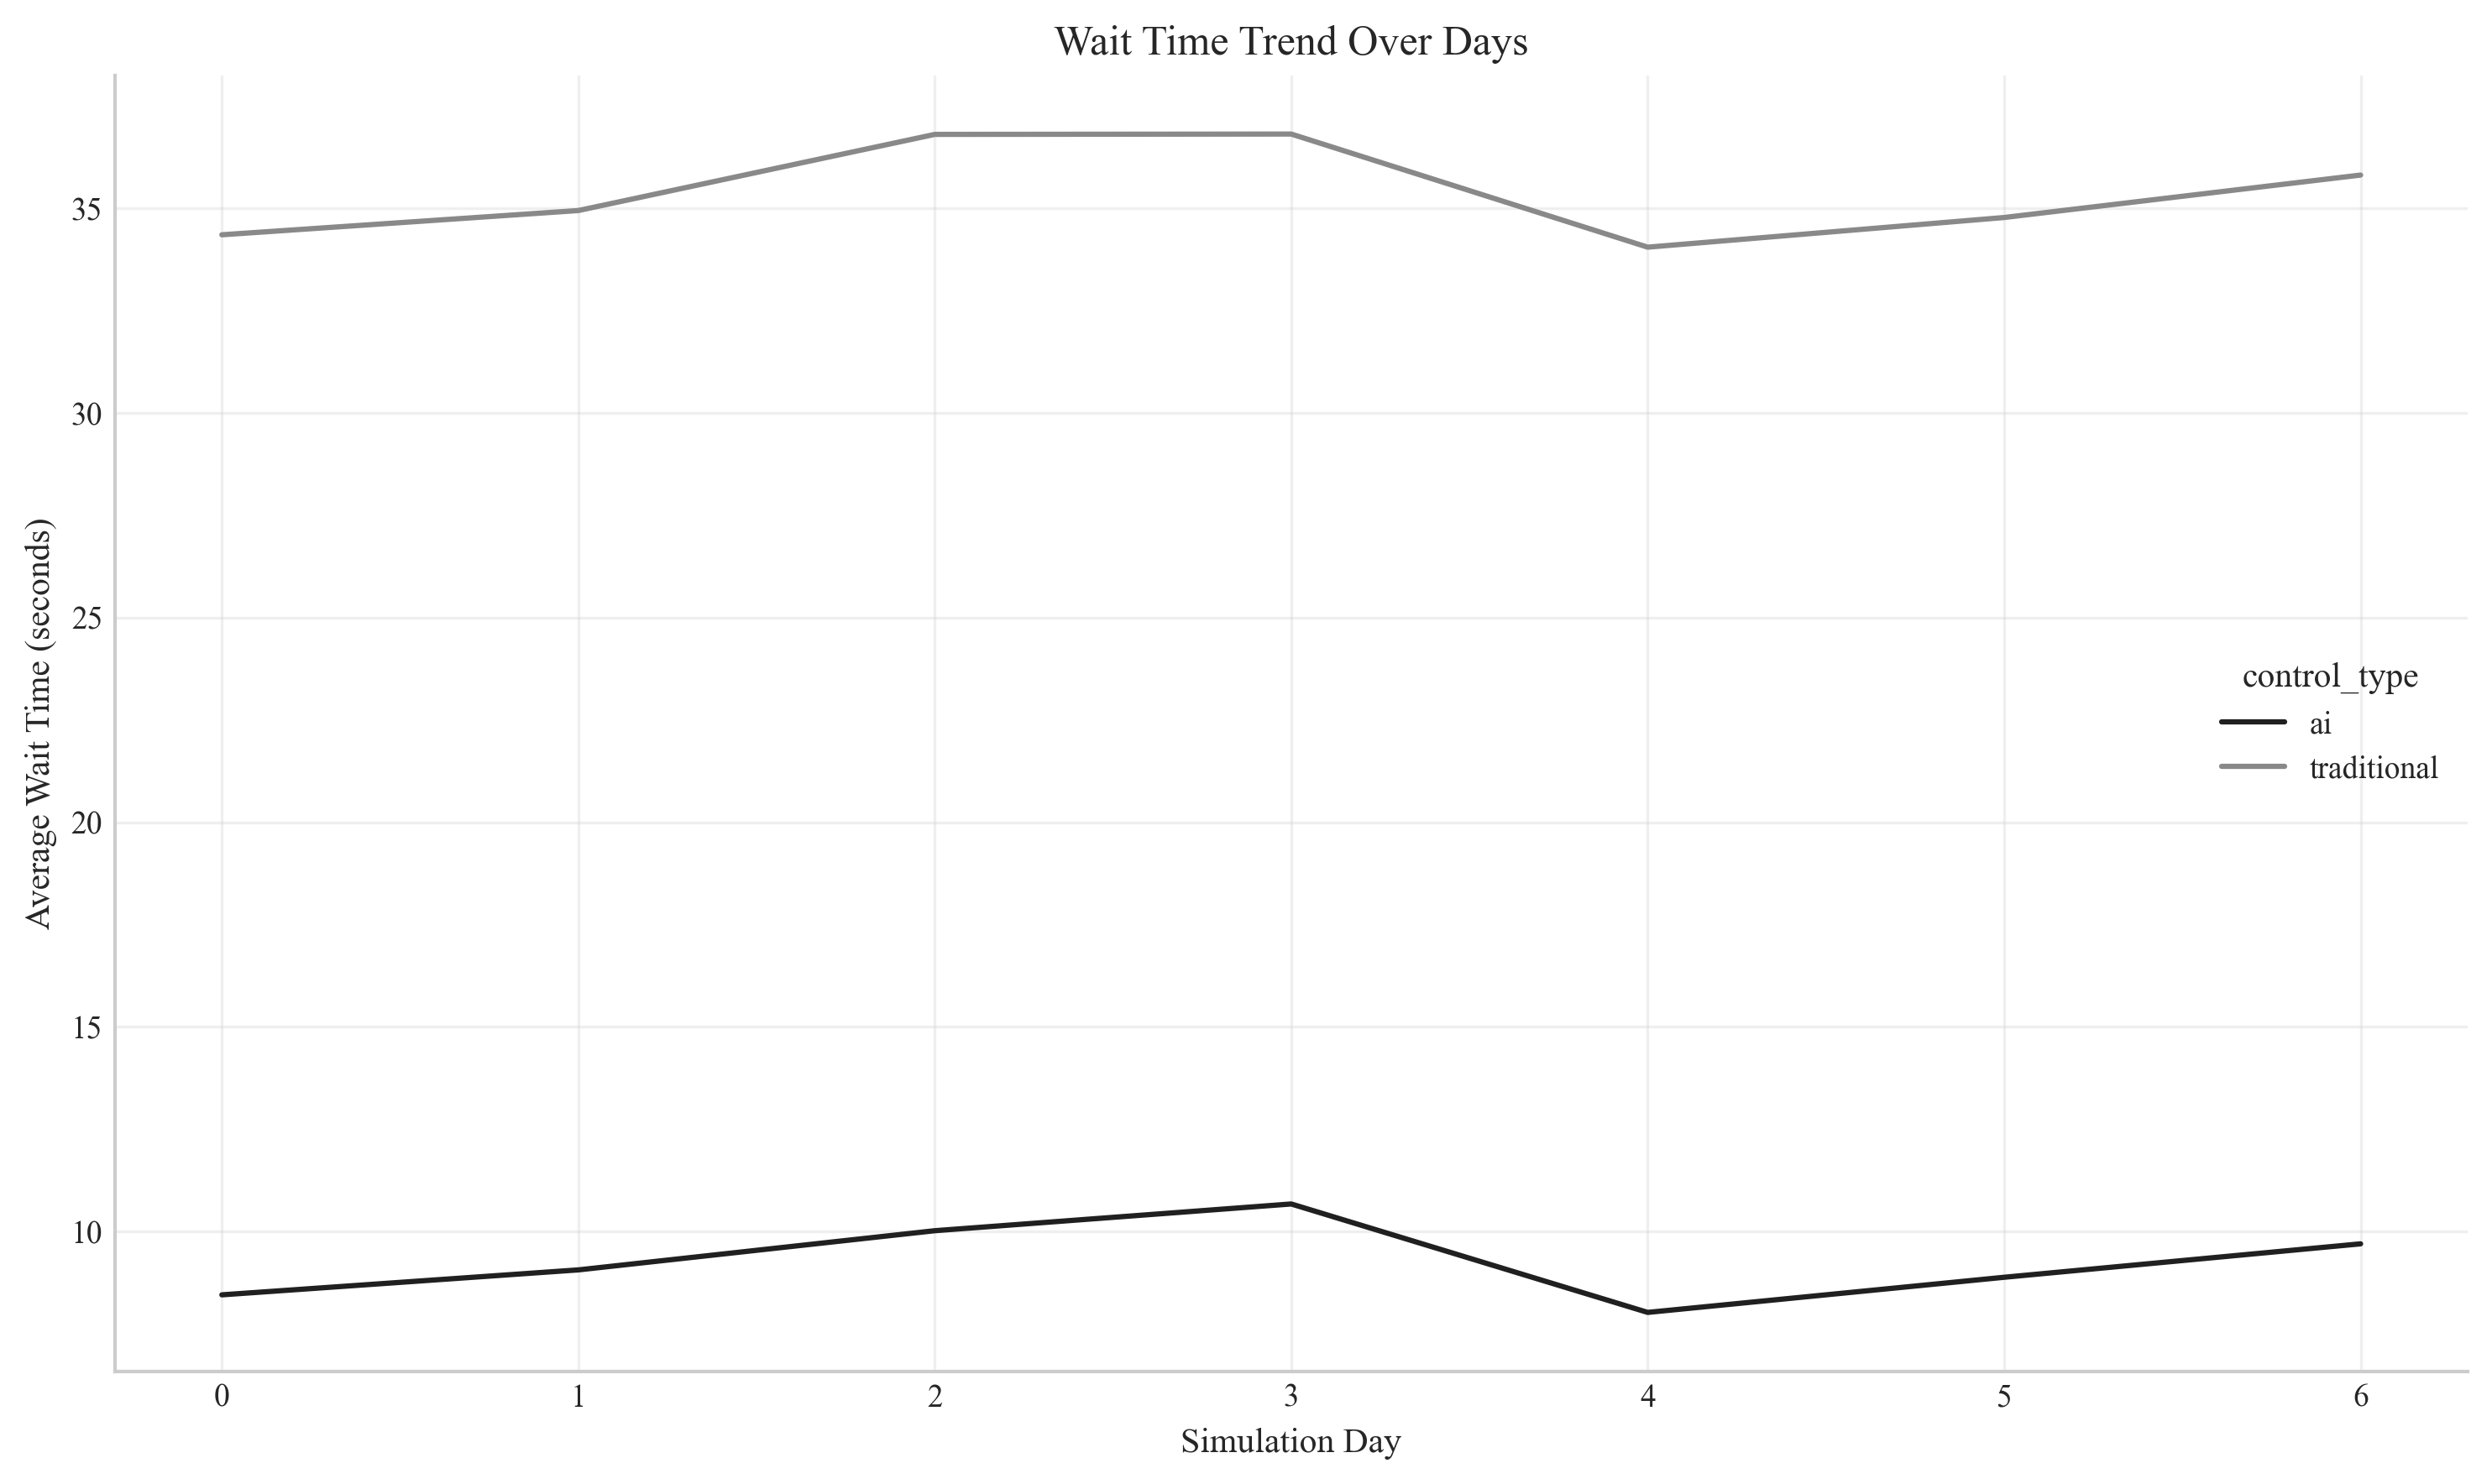 Wait Time Trend Over Days
Average Wait Time (seconds)
35
30
25
20
15
10
control_type
ai
traditional
0 1 2 3 4 5 6
Simulation Day